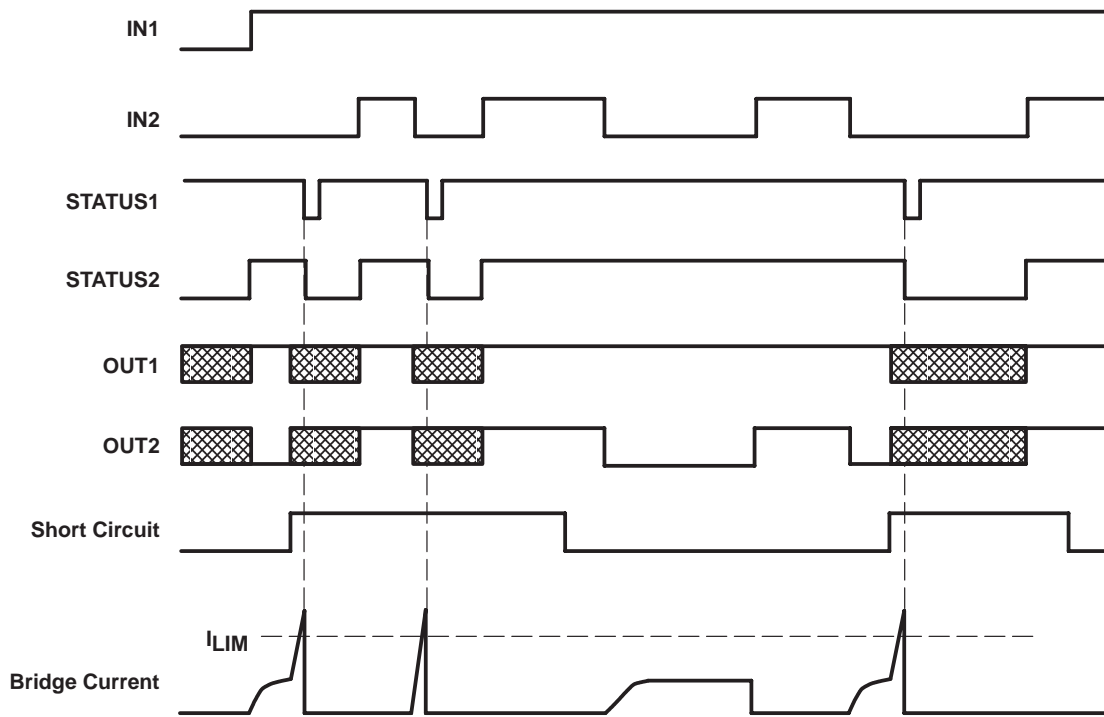 IN1
IN2
STATUS1
STATUS2
OUT1
OUT2
Short Circuit
ILIM
Bridge Current